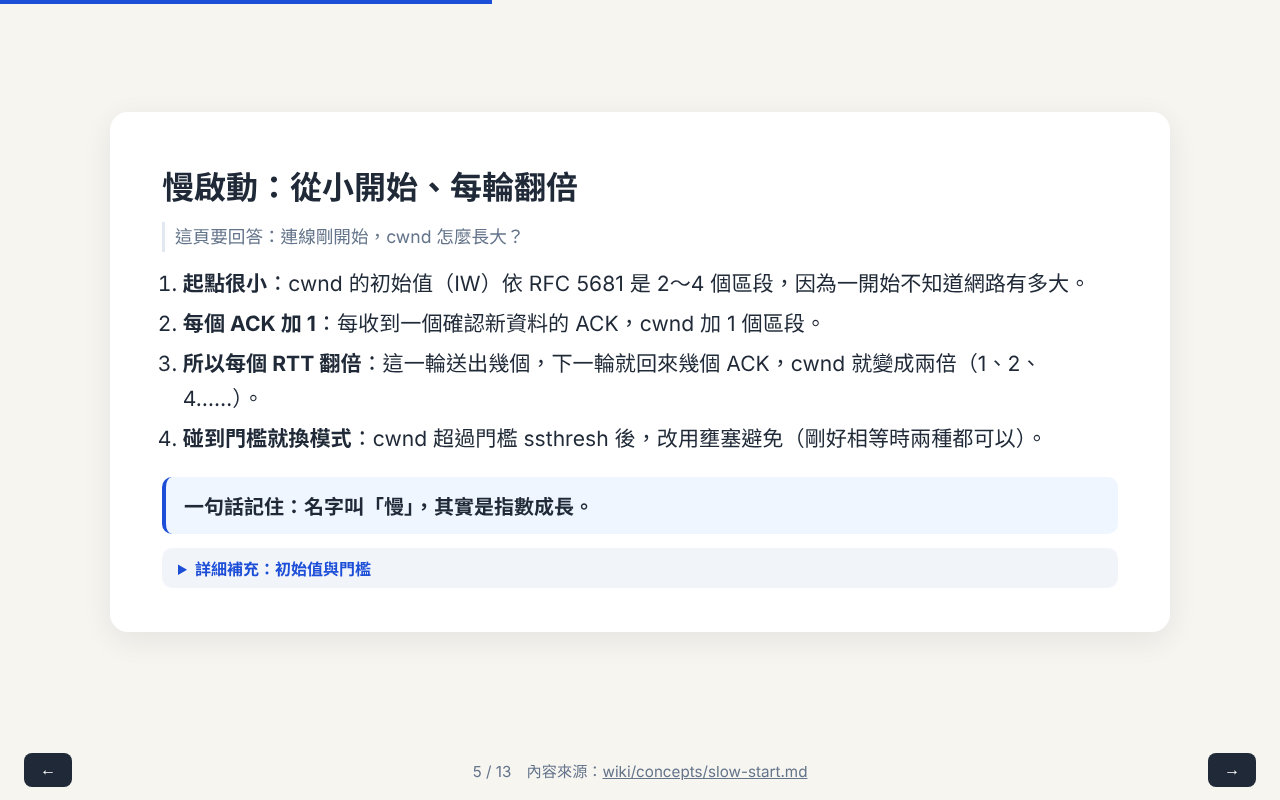 慢啟動：從小開始、每輪翻倍
這頁要回答：連線剛開始，cwnd 怎麼長大？
1. 起點很小：cwnd 的初始值（IW）依 RFC 5681 是 2～4 個區段，因為一開始不知道網路有多大。
2. 每個 ACK 加 1：每收到一個確認新資料的 ACK，cwnd 加 1 個區段。
3. 所以每個 RTT 翻倍：這一輪送出幾個，下一輪就回來幾個 ACK，cwnd 就變成兩倍（1、2、
4……）。
4. 碰到門檻就換模式：cwnd 超過門檻 ssthresh 後，改用壅塞避免（剛好相等時兩種都可以）。
一句話記住：名字叫「慢」，其實是指數成長。
▶ 詳細補充：初始值與門檻
←
5 / 13 內容來源：wiki/concepts/slow-start.md
→